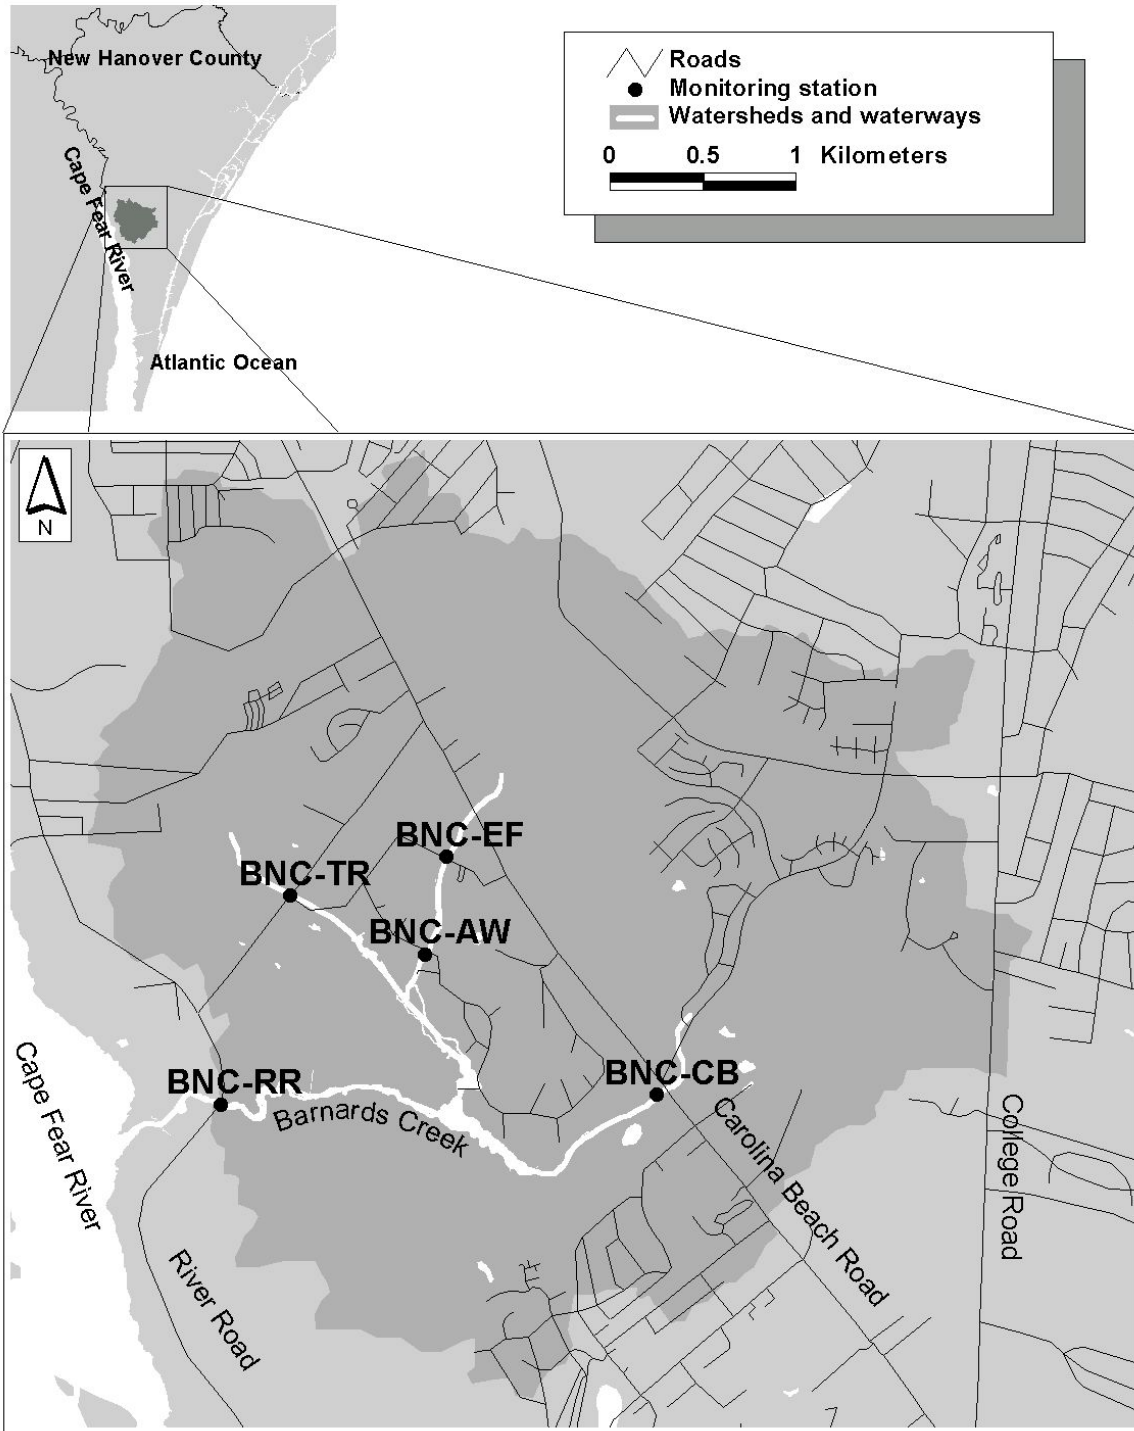 New Hanover County
Cape Fear River
Atlantic Ocean
Roads
Monitoring station
Watersheds and waterways
0 0.5 1 Kilometers
N
BNC-EF
BNC-TR
BNC-AW
BNC-RR
BNC-CB
Barnards Creek
Cape Fear River
River Road
Carolina Beach Road
College Road